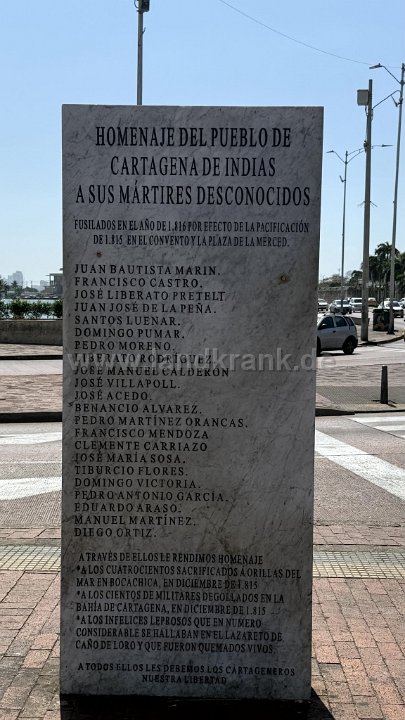 HOMENAJE DEL PUEBLO DE
CARTAGENA DE INDIAS
A SUS MÁRTIRES DESCONOCIDOS
FUSILADOS EN EL AÑO DE 1.816 POR EFECTO DE LA PACIFICACIÓN
DE 1.815 EN EL CONVENTO Y LA PLAZA DE LA MERCED.
JUAN BAUTISTA MARIN.
FRANCISCO CASTRO.
JOSÉ LIBERATO PRETELT.
JUAN JOSÉ DE LA PEÑA.
SANTOS LUENAR.
DOMINGO PUMAR.
PEDRO MORENO.
LIBRATO RODRÍGUEZ.
JOSÉ MANUEL CALDERÓN
JOSÉ VILLAPOLL.
JOSÉ ACEDO.
BENANCIO ALVAREZ.
PEDRO MARTÍNEZ ORANGAS.
FRANCISCO MENDOZA
CLEMENTE CARRIAZO
JOSÉ MARÍA SOSA.
TIBURCIO FLORES.
DOMINGO VICTORIA.
PEDRO ANTONIO GARCÍA.
EDUARDO ARASO.
MANUEL MARTÍNEZ.
DIEGO ORTIZ.
A TRAVÉS DE ELLOS LE RENDIMOS HOMENAJE
*A LOS CUATROCIENTOS SACRIFICADOS A ORILLAS DEL
MAR EN BOCACHICA, EN DICIEMBRE DE 1.815
*A LOS CIENTOS DE MILITARES DEGOLLADOS EN LA
BAHÍA DE CARTAGENA, EN DICIEMBRE DE 1.815
*A LOS INFELICES LEPROSOS QUE EN NÚMERO
CONSIDERABLE SE HALLABAN EN EL LAZARETO DE
CAÑO DE LORO Y QUE FUERON QUEMADOS VIVOS.
A TODOS ELLOS LES DEBEMOS LOS CARTAGENEROS
NUESTRA LIBERTAD